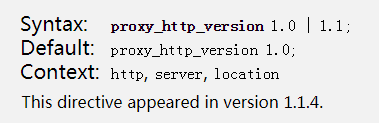 Syntax: proxy_http_version 1.0 | 1.1;
Default: proxy_http_version 1.0;
Context: http, server, location
This directive appeared in version 1.1.4.